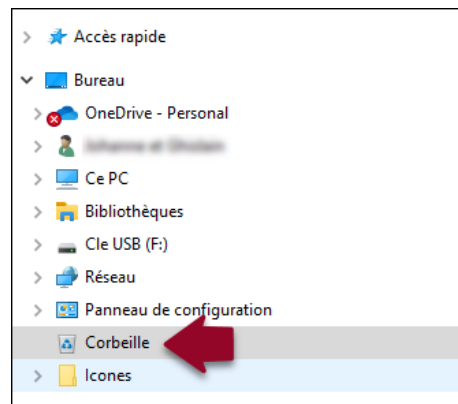 Accès rapide
Bureau
OneDrive - Personal
Ce PC
Bibliothèques
Cle USB (F:)
Réseau
Panneau de configuration
Corbeille
Icones